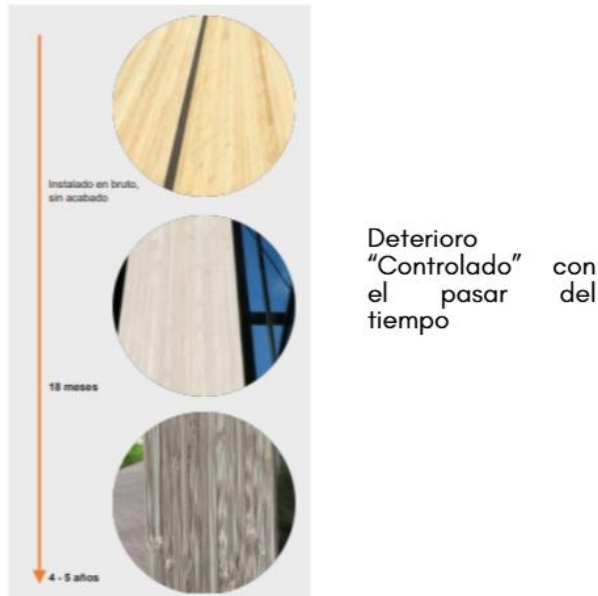 Instalado en bruto,
sin acabado
18 meses
4 - 5 años
Deterioro
“Controlado” con
el pasar del
tiempo